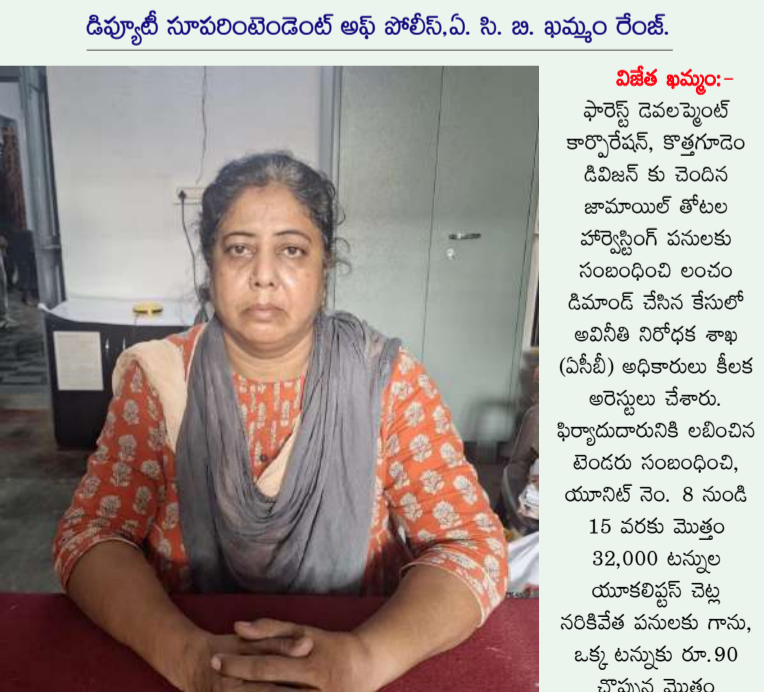 డిప్యూటీ సూపరింటెండెంట్ అఫ్ పోలీస్,ఏ. సి. బి. ఖమ్మం రేంజ్.
విజేత ఖమ్మం:-
ఫారెస్ట్ డెవలప్మెంట్
కార్పొరేషన్, కొత్తగూడెం
డివిజన్ కు చెందిన
జామాయిల్ తోటల
హార్వెస్టింగ్ పనులకు
సంబంధించి లంచం
డిమాండ్ చేసిన కేసులో
అవినీతి నిరోధక శాఖ
(ఏసీబీ) అధికారులు కీలక
అరెస్టులు చేశారు.
ఫిర్యాదుదారునికి లబించిన
టెండరు సంబంధించి,
యూనిట్ నెం. 8 నుండి
15 వరకు మొత్తం
32,000 టన్నుల
యూకలిప్టస్ చెట్ల
నరికివేత పనులకు గాను,
ఒక్క టన్నుకు రూ.90
చొప్పున మొత్తం